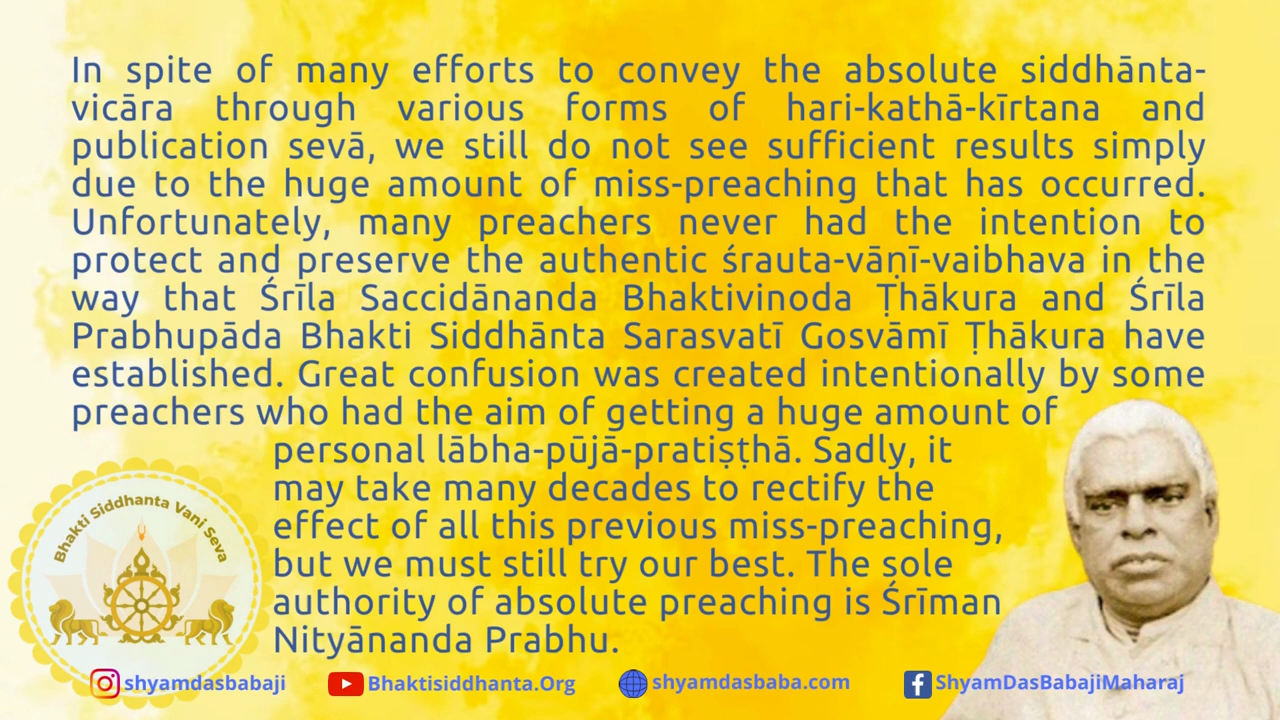 In spite of many efforts to convey the absolute siddhānta-
vicāra through various forms of hari-kathā-kīrtana and
publication sevā, we still do not see sufficient results simply
due to the huge amount of miss-preaching that has occurred.
Unfortunately, many preachers never had the intention to
protect and preserve the authentic śrauta-vāṇī-vaibhava in the
way that Śrīla Saccidānanda Bhaktivinoda Ṭhākura and Śrīla
Prabhupāda Bhakti Siddhānta Sarasvatī Gosvāmī Ṭhākura have
established. Great confusion was created intentionally by some
preachers who had the aim of getting a huge amount of
personal lābha-pūjā-pratiṣṭhā. Sadly, it
may take many decades to rectify the
effect of all this previous miss-preaching,
but we must still try our best. The sole
authority of absolute preaching is Śrīman
Nityānanda Prabhu.
Bhakti Siddhanta Vani Seva
shyamdasbabaji
Bhaktisiddhanta.Org
shyamdasbaba.com
ShyamDasBabajiMaharaj